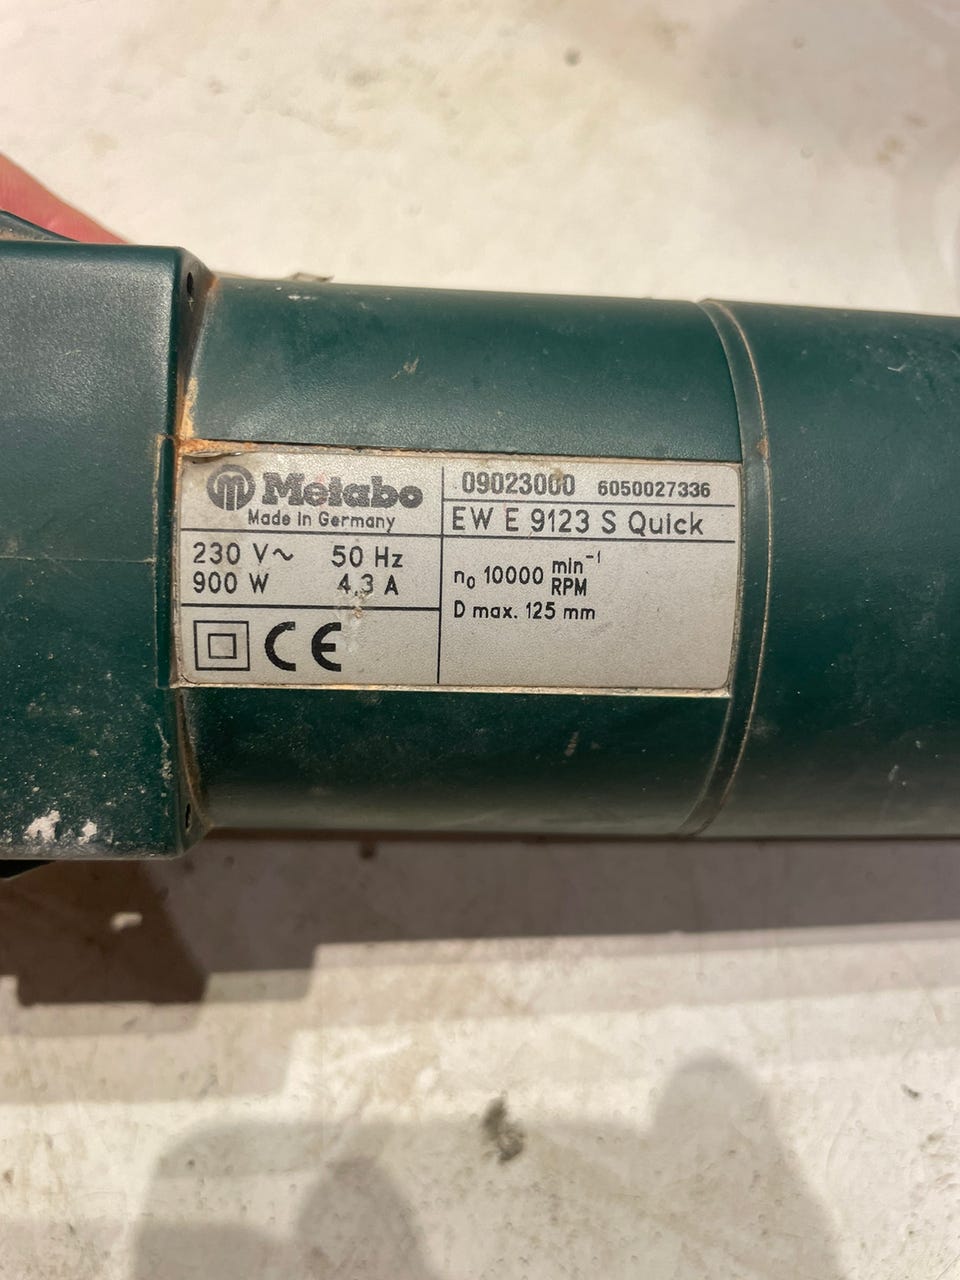 Metabo
Made in Germany
09023000 6050027336
EW E 9123 S Quick
230 V~ 50 Hz
900 W 4,3 A
n₀ 10000 min⁻¹
RPM
D max. 125 mm
CE